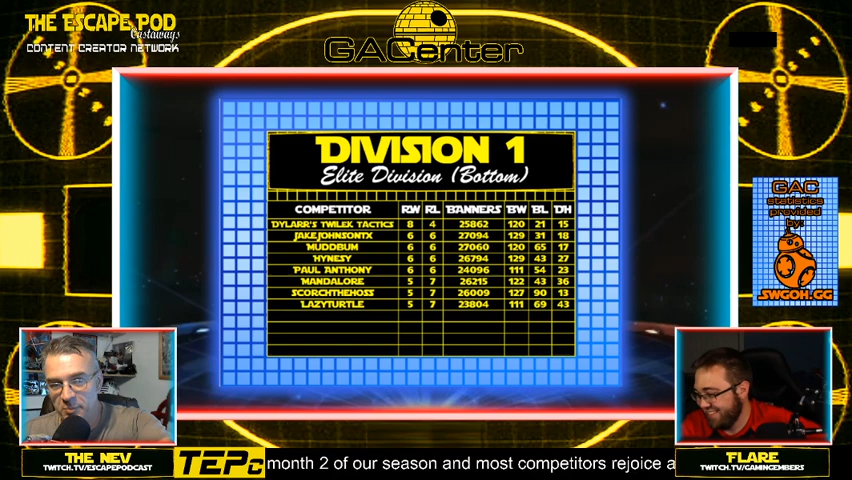 THE ESCAPE POD
Castaways
CONTENT CREATOR NETWORK
GACenter
DIVISION 1
Elite Division (Bottom)
COMPETITOR RW RL BANNERS BW BL DH
DYLARR'S TWILEK TACTICS 8 4 25862 120 21 15
JAKEJOHNSONTX 6 6 27094 129 31 18
MUDDBUM 6 6 27060 120 65 17
HYNESY 6 6 26794 129 43 27
PAUL ANTHONY 6 6 24096 111 54 23
MANDALORE 5 7 26215 122 43 36
SCORCHTHEHOSS 5 7 26009 127 90 13
LAZYTURTLE 5 7 23804 111 69 43
GAC
statistics
provided
by:
SWGOH.GG
THE NEV
TWITCH.TV/ESCAPEPODCAST
FLARE
TWITCH.TV/GAMINGEMBERS
TEPC
month 2 of our season and most competitors rejoice a